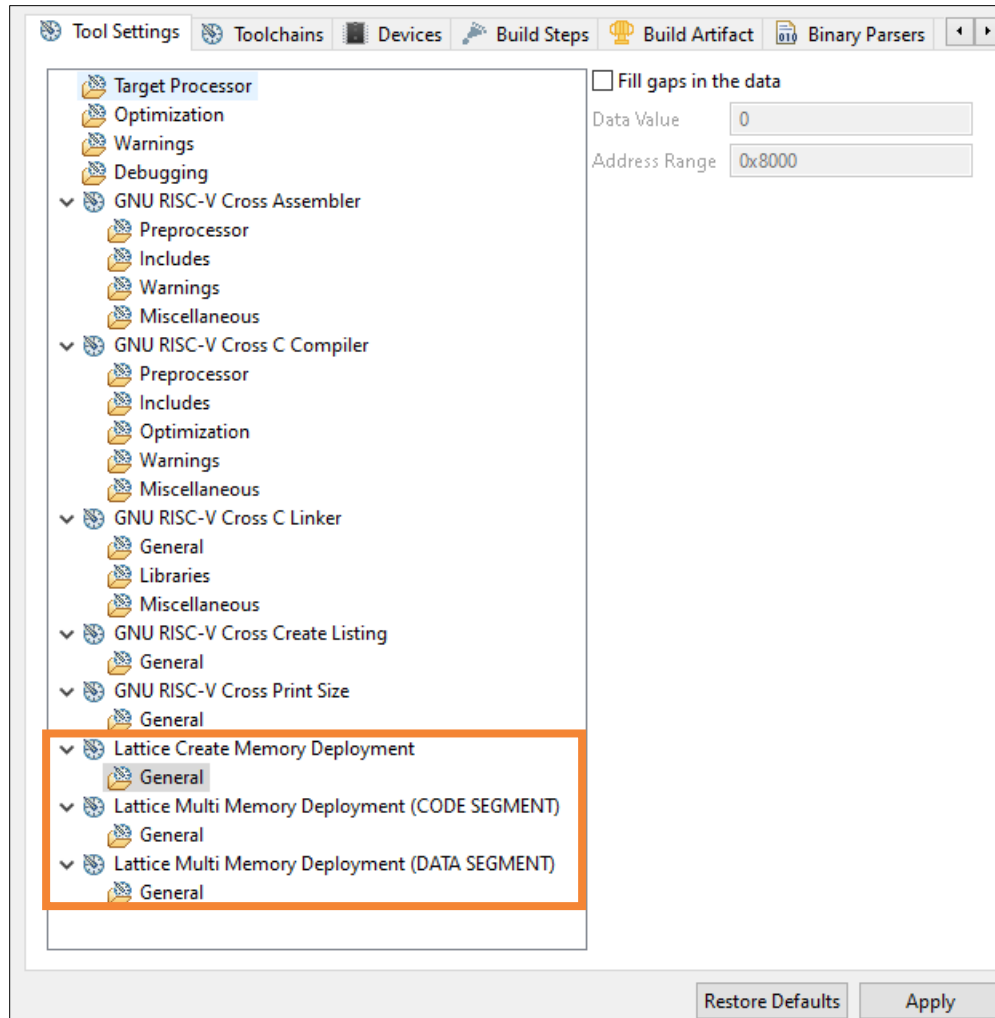 Tool Settings Toolchains Devices Build Steps Build Artifact Binary Parsers
Target Processor
Optimization
Warnings
Debugging
GNU RISC-V Cross Assembler
Preprocessor
Includes
Warnings
Miscellaneous
GNU RISC-V Cross C Compiler
Preprocessor
Includes
Optimization
Warnings
Miscellaneous
GNU RISC-V Cross C Linker
General
Libraries
Miscellaneous
GNU RISC-V Cross Create Listing
General
GNU RISC-V Cross Print Size
General
Lattice Create Memory Deployment
General
Lattice Multi Memory Deployment (CODE SEGMENT)
General
Lattice Multi Memory Deployment (DATA SEGMENT)
General
Fill gaps in the data
Data Value 0
Address Range 0x8000
Restore Defaults Apply